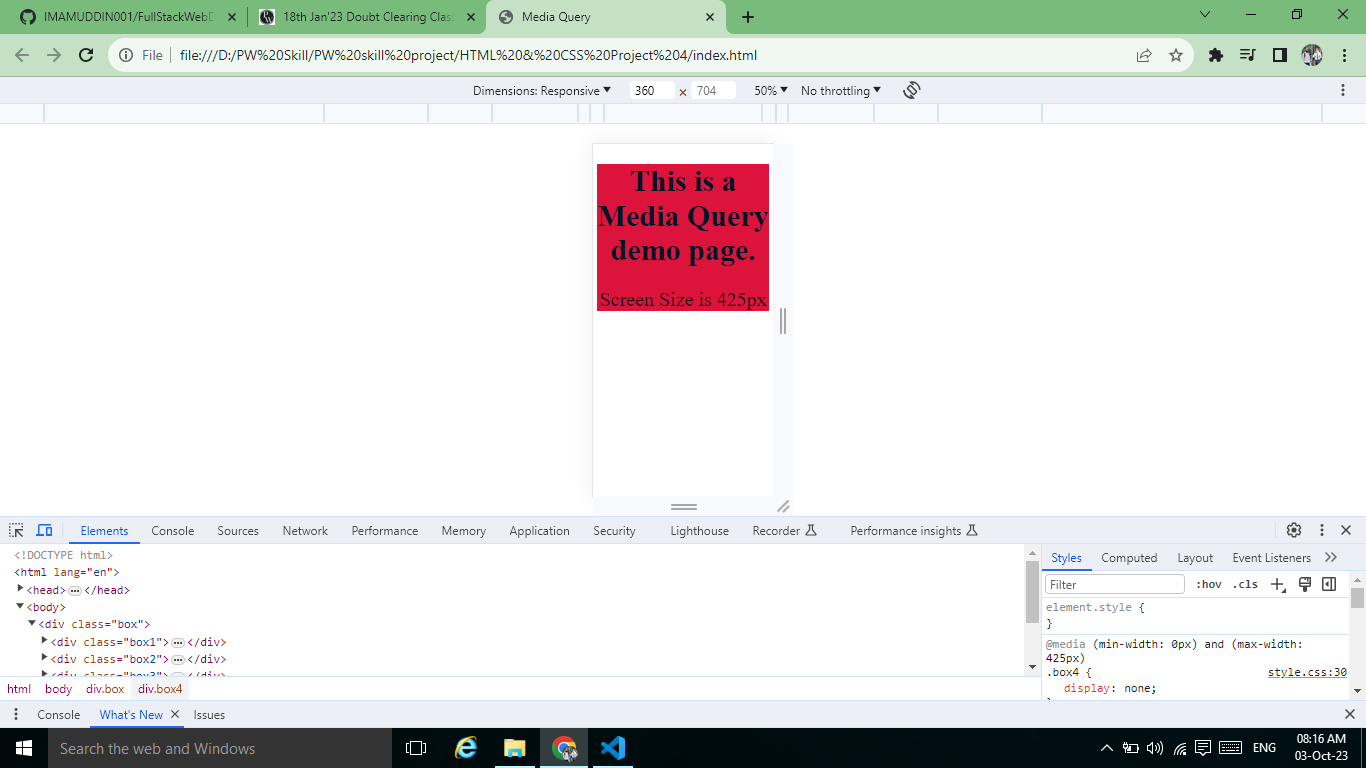 IMAMUDDIN001/FullStackWebD
18th Jan'23 Doubt Clearing Clas
Media Query
File
file:///D:/PW%20Skill/PW%20skill%20project/HTML%20&%20CSS%20Project%204/index.html
Dimensions: Responsive 360 × 704 50% No throttling
This is a
Media Query
demo page.
Screen Size is 425px
Elements Console Sources Network Performance Memory Application Security Lighthouse Recorder Performance insights
<!DOCTYPE html>
<html lang="en">
<head>…</head>
<body>
<div class="box">
<div class="box1">…</div>
<div class="box2">…</div>
<div class="box3">…</div>
html body div.box div.box4
Styles Computed Layout Event Listeners
Filter :hov .cls
element.style {
}
@media (min-width: 0px) and (max-width:
425px)
.box4 { style.css:30
display: none;
}
Console What's New Issues
Search the web and Windows
ENG
08:16 AM
03-Oct-23